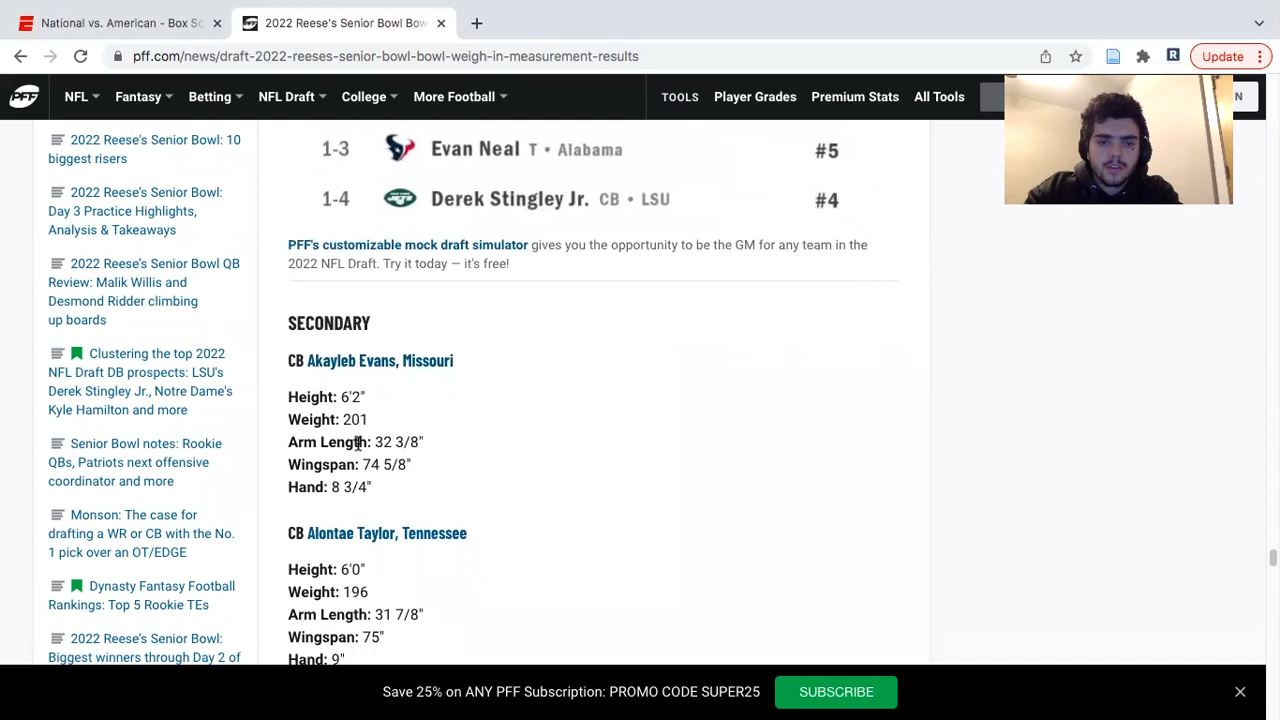 National vs. American - Box Sc
2022 Reese's Senior Bowl Bow
pff.com/news/draft-2022-reeses-senior-bowl-bowl-weigh-in-measurement-results
R
Update
PFF
NFL
Fantasy
Betting
NFL Draft
College
More Football
TOOLS
Player Grades
Premium Stats
All Tools
N
2022 Reese's Senior Bowl: 10
biggest risers
2022 Reese's Senior Bowl:
Day 3 Practice Highlights,
Analysis & Takeaways
2022 Reese's Senior Bowl QB
Review: Malik Willis and
Desmond Ridder climbing
up boards
Clustering the top 2022
NFL Draft DB prospects: LSU's
Derek Stingley Jr., Notre Dame's
Kyle Hamilton and more
Senior Bowl notes: Rookie
QBs, Patriots next offensive
coordinator and more
Monson: The case for
drafting a WR or CB with the No.
1 pick over an OT/EDGE
Dynasty Fantasy Football
Rankings: Top 5 Rookie TEs
2022 Reese's Senior Bowl:
Biggest winners through Day 2 of
1-3 Evan Neal T • Alabama #5
1-4 Derek Stingley Jr. CB • LSU #4
PFF's customizable mock draft simulator gives you the opportunity to be the GM for any team in the
2022 NFL Draft. Try it today — it's free!
SECONDARY
CB Akayleb Evans, Missouri
Height: 6'2"
Weight: 201
Arm Length: 32 3/8"
Wingspan: 74 5/8"
Hand: 8 3/4"
CB Alontae Taylor, Tennessee
Height: 6'0"
Weight: 196
Arm Length: 31 7/8"
Wingspan: 75"
Hand: 9"
Save 25% on ANY PFF Subscription: PROMO CODE SUPER25
SUBSCRIBE